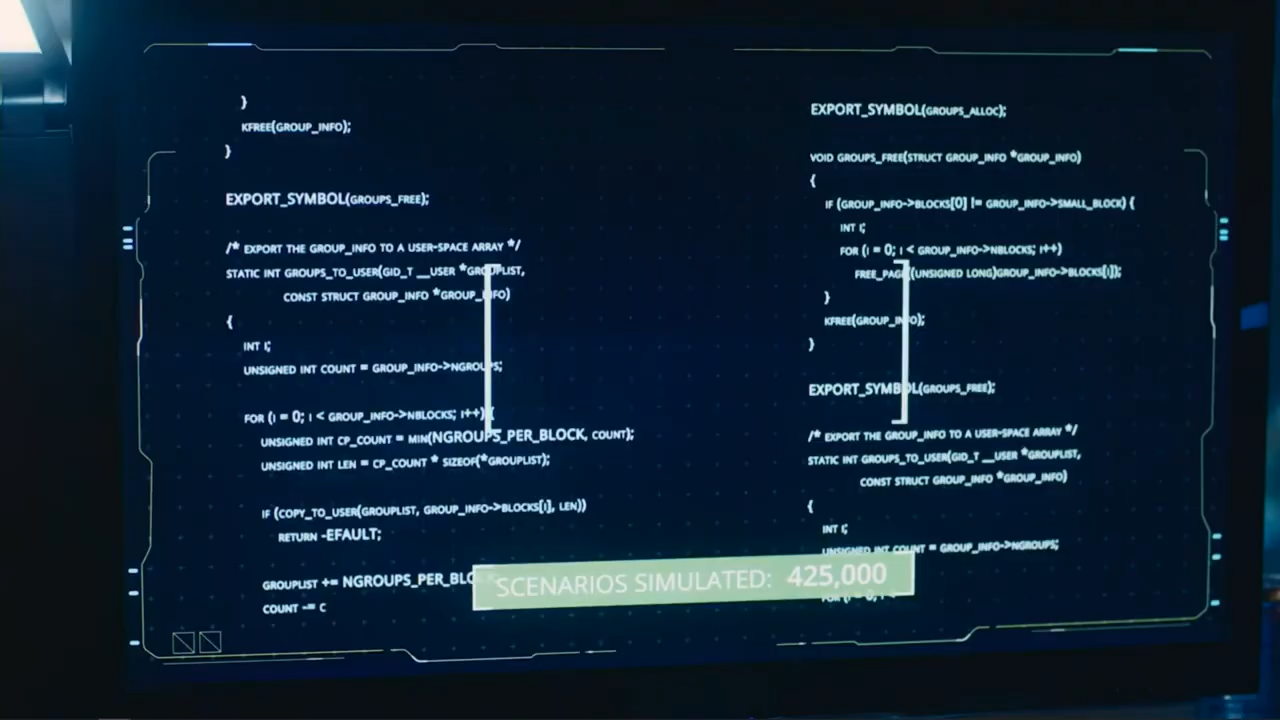 }
KFREE(GROUP_INFO);
}
EXPORT_SYMBOL(GROUPS_FREE);
/* EXPORT THE GROUP_INFO TO A USER-SPACE ARRAY */
STATIC INT GROUPS_TO_USER(GID_T __USER *GROUPLIST,
CONST STRUCT GROUP_INFO *GROUP_INFO)
{
INT I;
UNSIGNED INT COUNT = GROUP_INFO->NGROUPS;
FOR (I = 0; I < GROUP_INFO->NBLOCKS; I++) {
UNSIGNED INT CP_COUNT = MIN(NGROUPS_PER_BLOCK, COUNT);
UNSIGNED INT LEN = CP_COUNT * SIZEOF(*GROUPLIST);
IF (COPY_TO_USER(GROUPLIST, GROUP_INFO->BLOCKS[I], LEN))
RETURN -EFAULT;
GROUPLIST += NGROUPS_PER_BLOC
COUNT -= C
EXPORT_SYMBOL(GROUPS_ALLOC);
VOID GROUPS_FREE(STRUCT GROUP_INFO *GROUP_INFO)
{
IF (GROUP_INFO->BLOCKS[0] != GROUP_INFO->SMALL_BLOCK) {
INT I;
FOR (I = 0; I < GROUP_INFO->NBLOCKS; I++)
FREE_PAGE((UNSIGNED LONG)GROUP_INFO->BLOCKS[I]);
}
KFREE(GROUP_INFO);
}
EXPORT_SYMBOL(GROUPS_FREE);
/* EXPORT THE GROUP_INFO TO A USER-SPACE ARRAY */
STATIC INT GROUPS_TO_USER(GID_T __USER *GROUPLIST,
CONST STRUCT GROUP_INFO *GROUP_INFO)
{
INT I;
UNSIGNED INT COUNT = GROUP_INFO->NGROUPS;
FOR (I = 0; I
SCENARIOS SIMULATED: 425,000